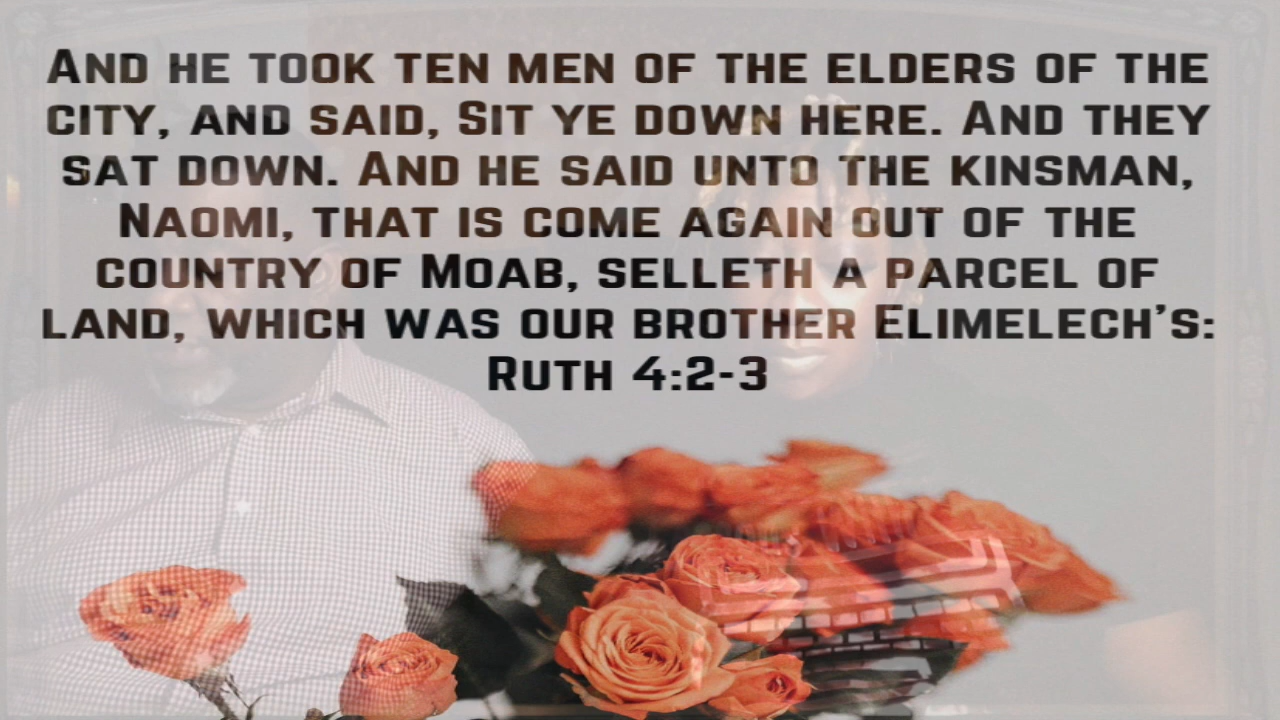 And he took ten men of the elders of the
city, and said, Sit ye down here. And they
sat down. And he said unto the kinsman,
Naomi, that is come again out of the
country of Moab, selleth a parcel of
land, which was our brother Elimelech’s:
Ruth 4:2-3